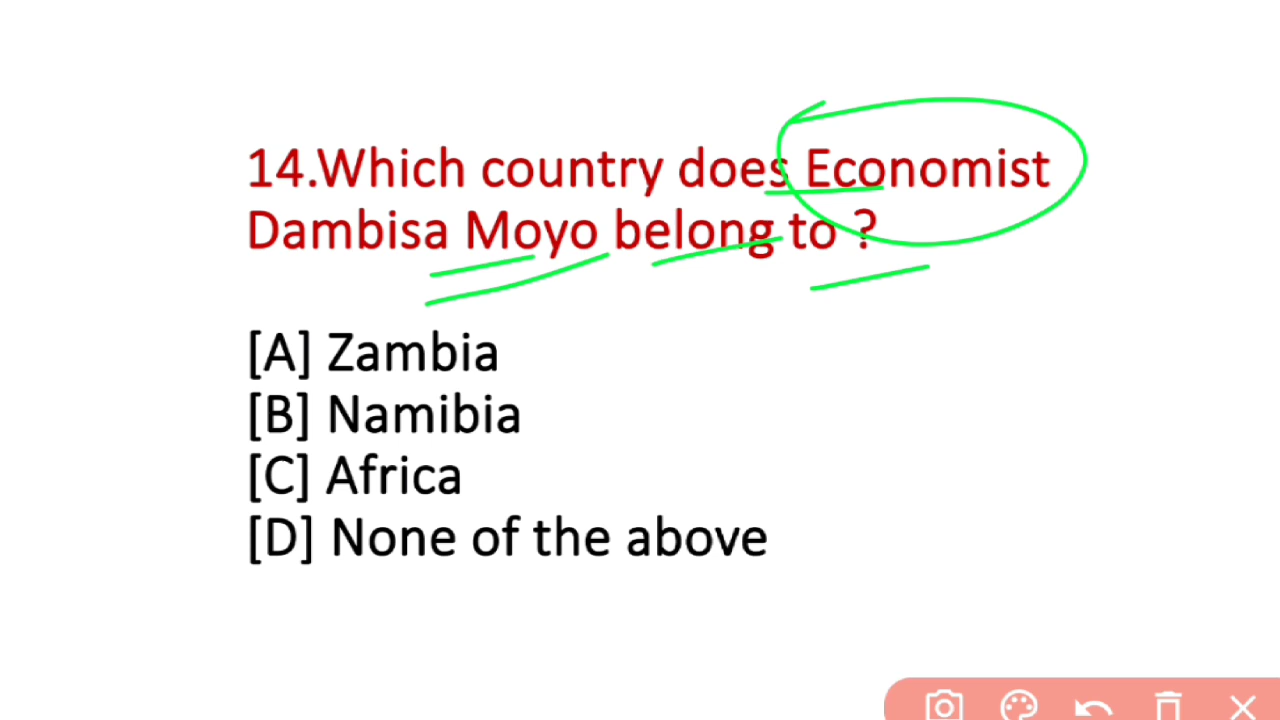 14.Which country does Economist
Dambisa Moyo belong to ?
[A] Zambia
[B] Namibia
[C] Africa
[D] None of the above